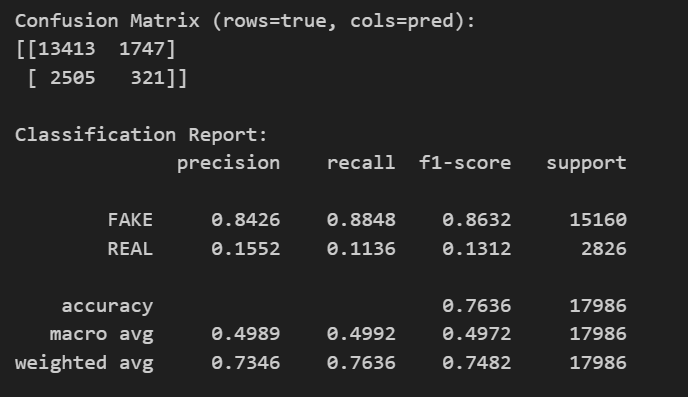 Confusion Matrix (rows=true, cols=pred):
[[13413  1747]
 [ 2505   321]]
Classification Report:
precision    recall  f1-score   support
FAKE     0.8426    0.8848    0.8632     15160
REAL     0.1552    0.1136    0.1312      2826
accuracy                         0.7636     17986
macro avg     0.4989    0.4992    0.4972     17986
weighted avg     0.7346    0.7636    0.7482     17986